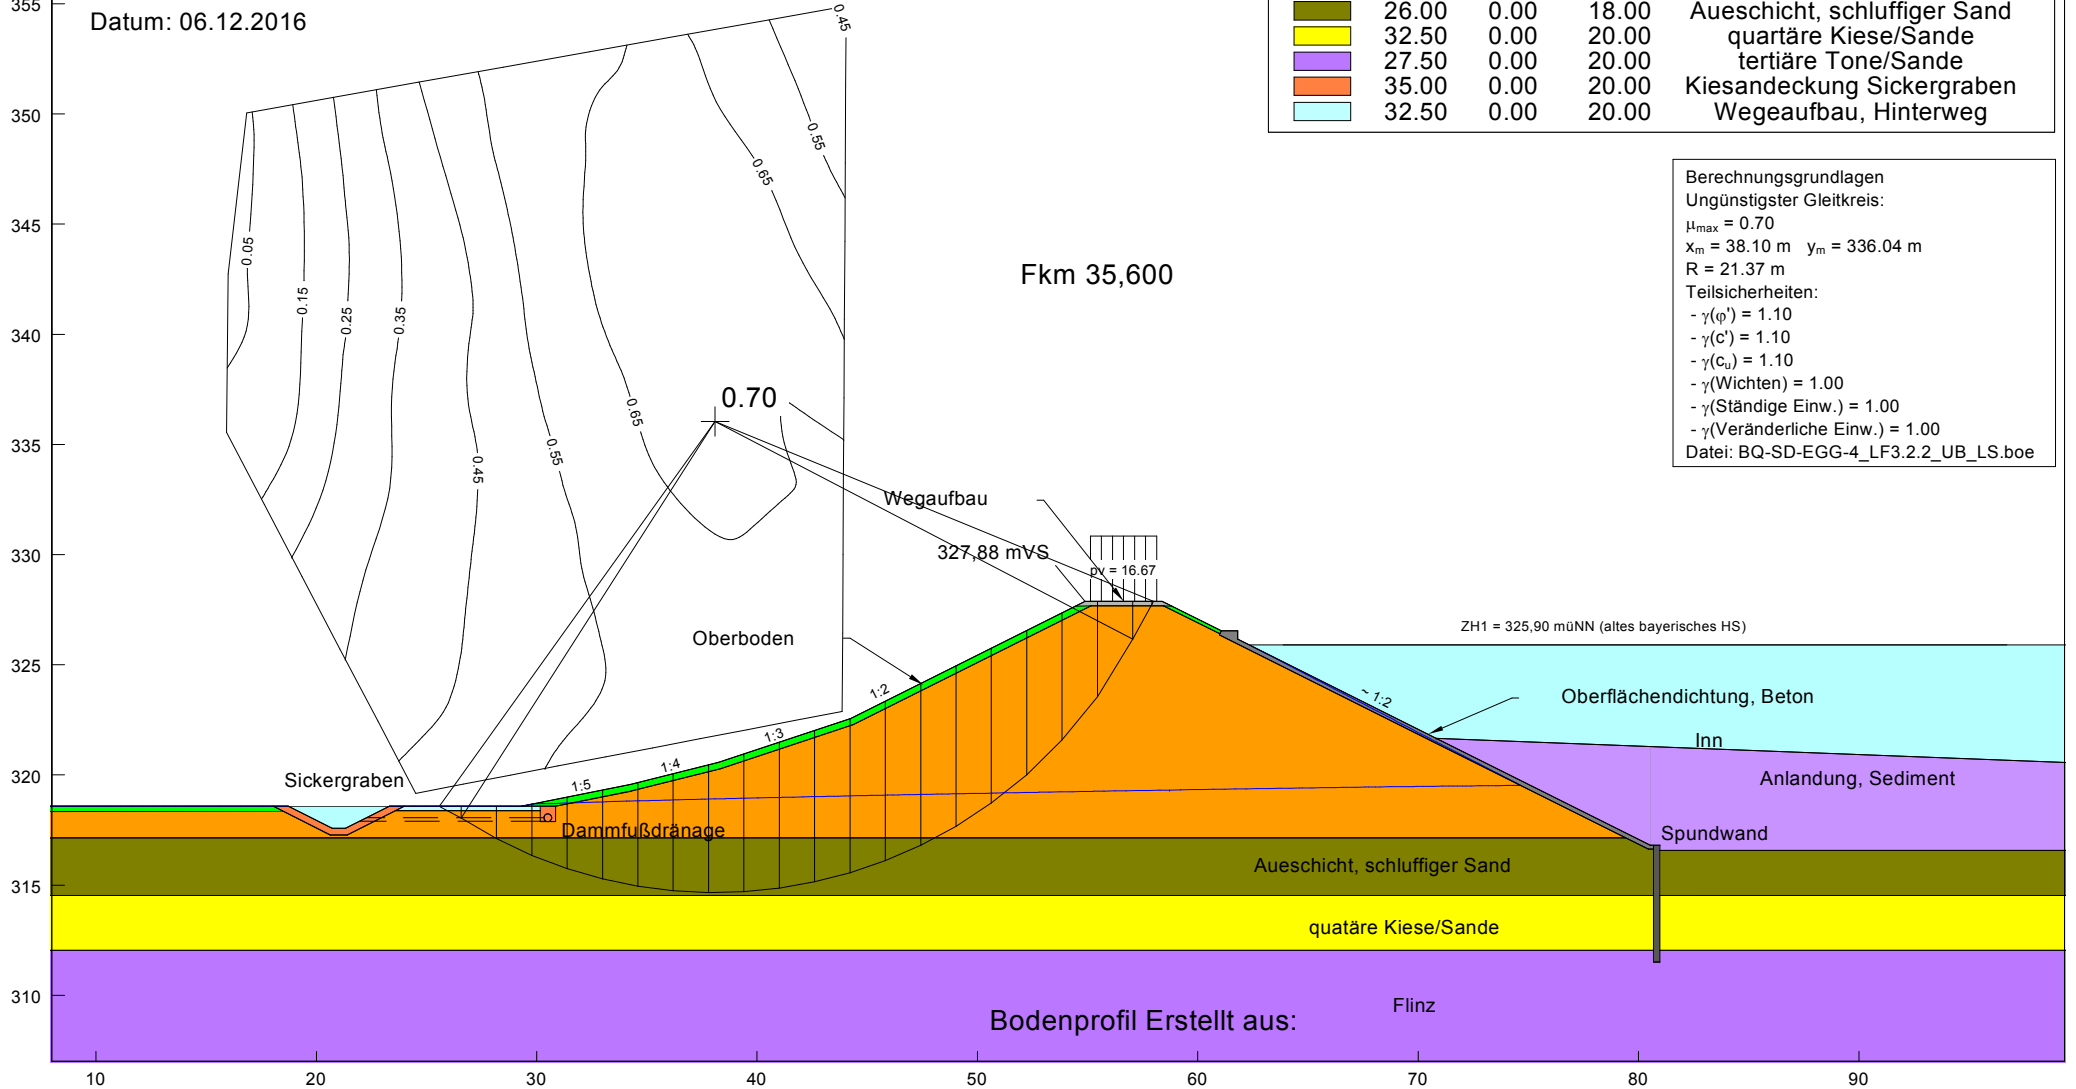 355
Datum: 06.12.2016
0.45
26.00 0.00 18.00 Aueschicht, schluffiger Sand
32.50 0.00 20.00 quartäre Kiese/Sande
27.50 0.00 20.00 tertiäre Tone/Sande
35.00 0.00 20.00 Kiesandeckung Sickergraben
32.50 0.00 20.00 Wegeaufbau, Hinterweg
350
0.55
0.65
Berechnungsgrundlagen
Ungünstigster Gleitkreis:
μmax = 0.70
xm = 38.10 m ym = 336.04 m
R = 21.37 m
Teilsicherheiten:
- γ(φ') = 1.10
- γ(c') = 1.10
- γ(cu) = 1.10
- γ(Wichten) = 1.00
- γ(Ständige Einw.) = 1.00
- γ(Veränderliche Einw.) = 1.00
Datei: BQ-SD-EGG-4_LF3.2.2_UB_LS.boe
345
0.05
0.15
0.25
0.35
Fkm 35,600
340
0.70
0.65
0.55
0.45
335
Wegaufbau
330
327,88 mVS
pv = 16.67
Oberboden
ZH1 = 325,90 müNN (altes bayerisches HS)
325
1:2
~ 1:2
Oberflächendichtung, Beton
1:3
Inn
1:4
320
Sickergraben
1:5
Anlandung, Sediment
Dammfußdränage
Spundwand
Aueschicht, schluffiger Sand
315
quatäre Kiese/Sande
310
Flinz
Bodenprofil Erstellt aus:
10 20 30 40 50 60 70 80 90